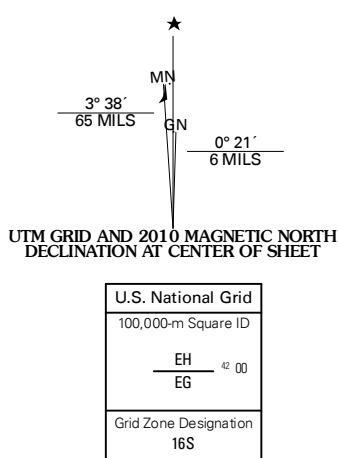 ★
MN
3° 38´
65 MILS
GN
0° 21´
6 MILS
UTM GRID AND 2010 MAGNETIC NORTH
DECLINATION AT CENTER OF SHEET
U.S. National Grid
100,000-m Square ID
EH
42 00
EG
Grid Zone Designation
16S